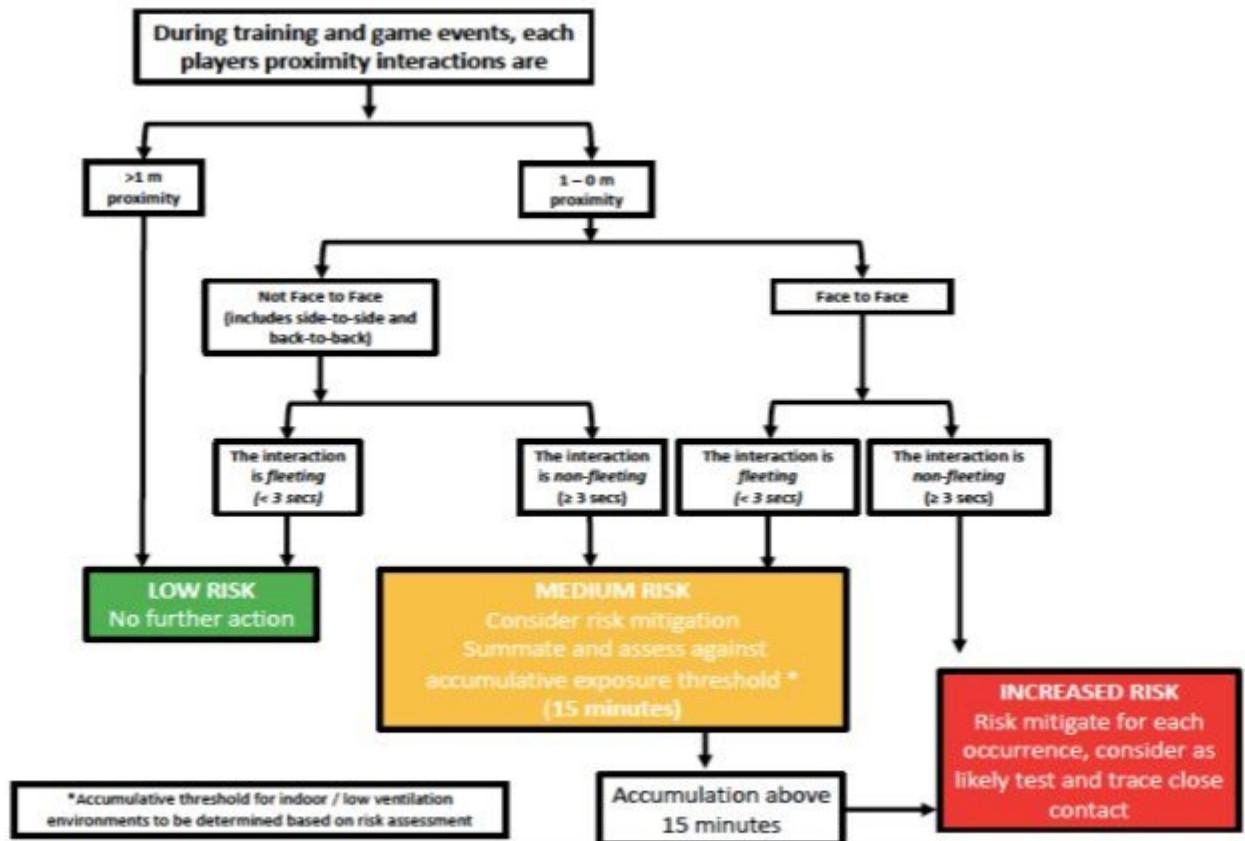 During training and game events, each
players proximity interactions are
>1 m
proximity
1 – 0 m
proximity
Not Face to Face
(includes side-to-side and
back-to-back)
Face to Face
The interaction
is fleeting
(< 3 secs)
The interaction
is non-fleeting
(≥ 3 secs)
The interaction is
fleeting
(< 3 secs)
The interaction is
non-fleeting
(≥ 3 secs)
LOW RISK
No further action
MEDIUM RISK
Consider risk mitigation
Summate and assess against
accumulative exposure threshold *
(15 minutes)
INCREASED RISK
Risk mitigate for each
occurrence, consider as
likely test and trace close
contact
Accumulation above
15 minutes
*Accumulative threshold for indoor / low ventilation
environments to be determined based on risk assessment